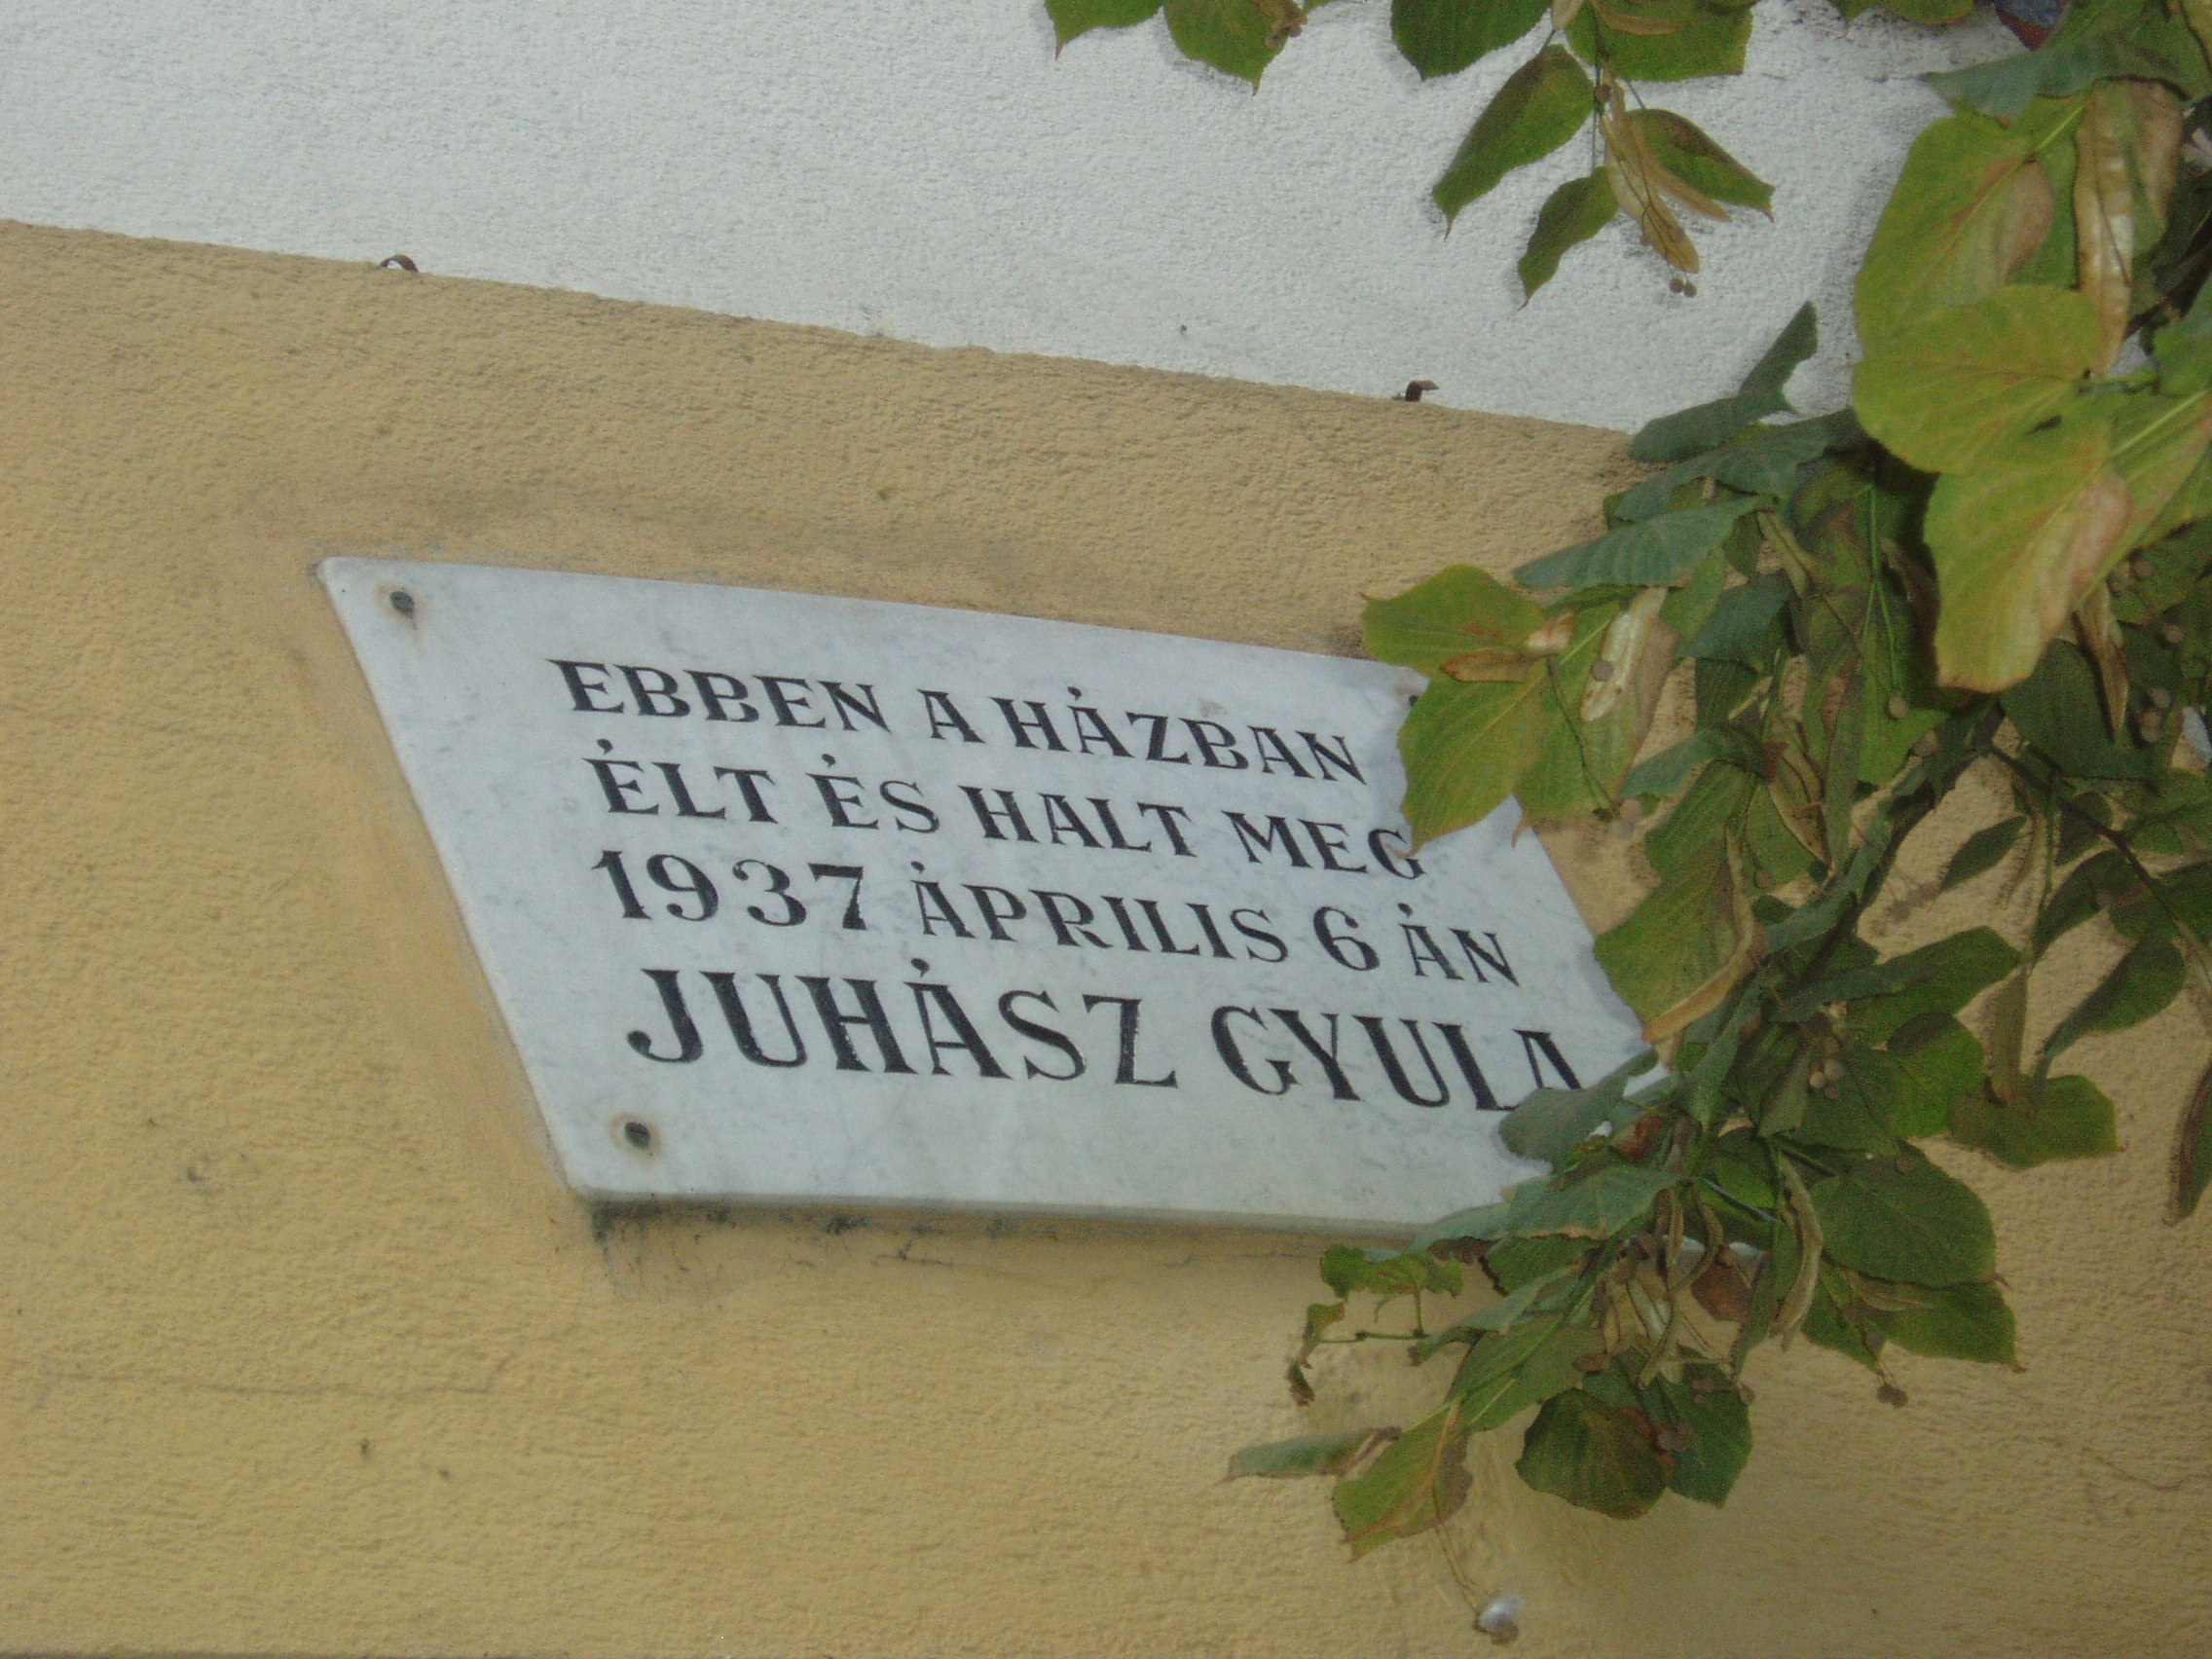 EBBEN A HÁZBAN
ÉLT ÉS HALT MEG
1937 ÁPRILIS 6 ÁN
JUHÁSZ GYULA